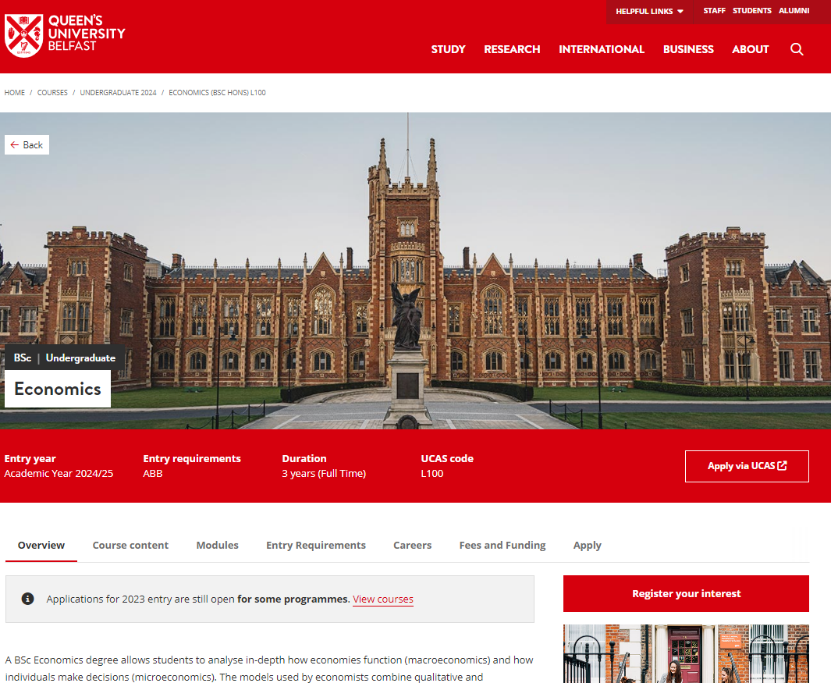 HELPFUL LINKS STAFF STUDENTS ALUMNI
QUEEN'S
UNIVERSITY
BELFAST
STUDY RESEARCH INTERNATIONAL BUSINESS ABOUT
HOME / COURSES / UNDERGRADUATE 2024 / ECONOMICS (BSC HONS) L100
← Back
BSc | Undergraduate
Economics
Entry year Entry requirements Duration UCAS code
Academic Year 2024/25 ABB 3 years (Full Time) L100
Apply via UCAS
Overview Course content Modules Entry Requirements Careers Fees and Funding Apply
Applications for 2023 entry are still open for some programmes. View courses
Register your interest
A BSc Economics degree allows students to analyse in-depth how economies function (macroeconomics) and how
individuals make decisions (microeconomics). The models used by economists combine qualitative and